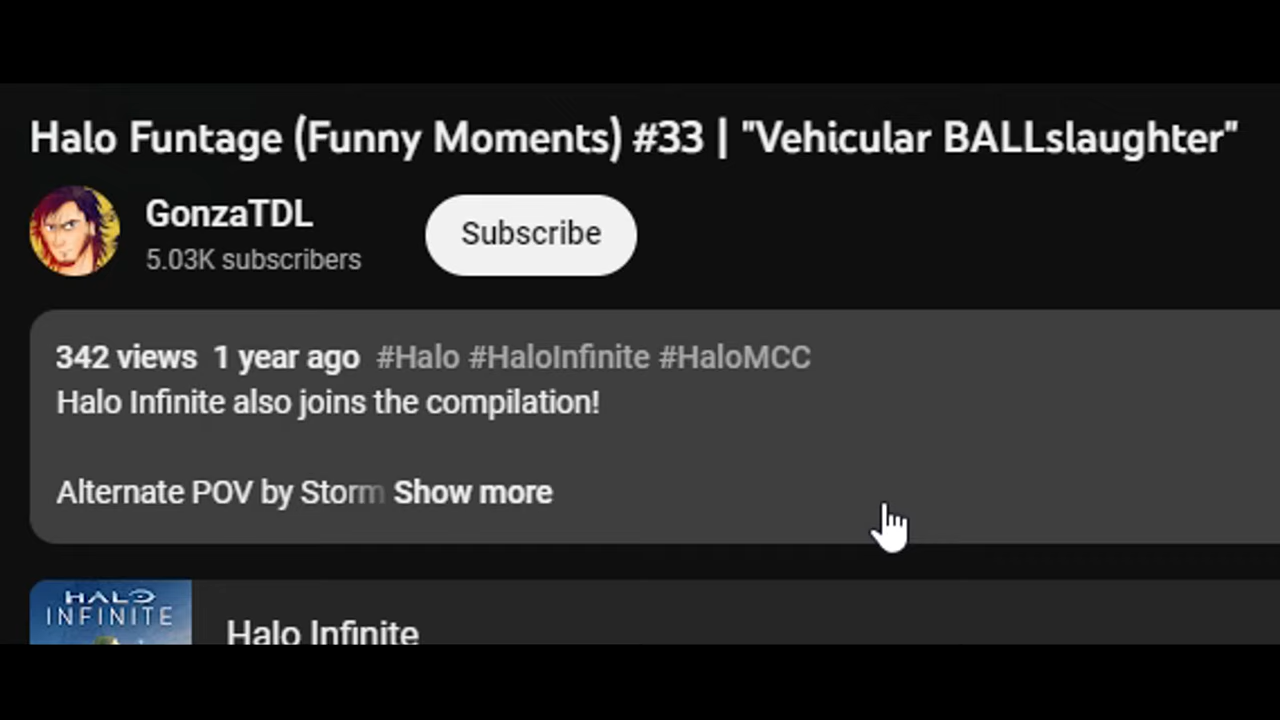 Halo Funtage (Funny Moments) #33 | "Vehicular BALLslaughter"
GonzaTDL
5.03K subscribers
Subscribe
342 views 1 year ago #Halo #HaloInfinite #HaloMCC
Halo Infinite also joins the compilation!
Alternate POV by Storm Show more
HALO
INFINITE
Halo Infinite